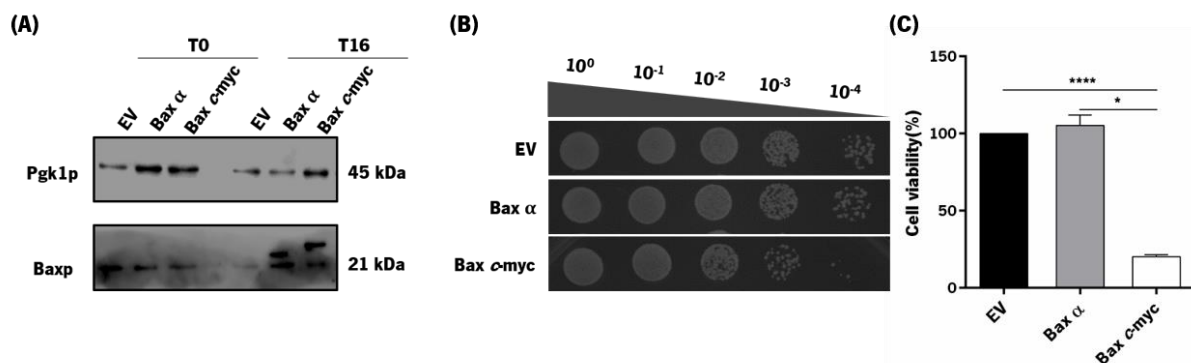 (A)
T0 T16
EV Bax α Bax c-myc EV Bax α Bax c-myc
Pgk1p 45 kDa
Baxp 21 kDa
(B)
10⁰ 10⁻¹ 10⁻² 10⁻³ 10⁻⁴
EV
Bax α
Bax c-myc
(C)
Cell viability(%)
150
100
50
0
****
*
EV Bax α Bax c-myc